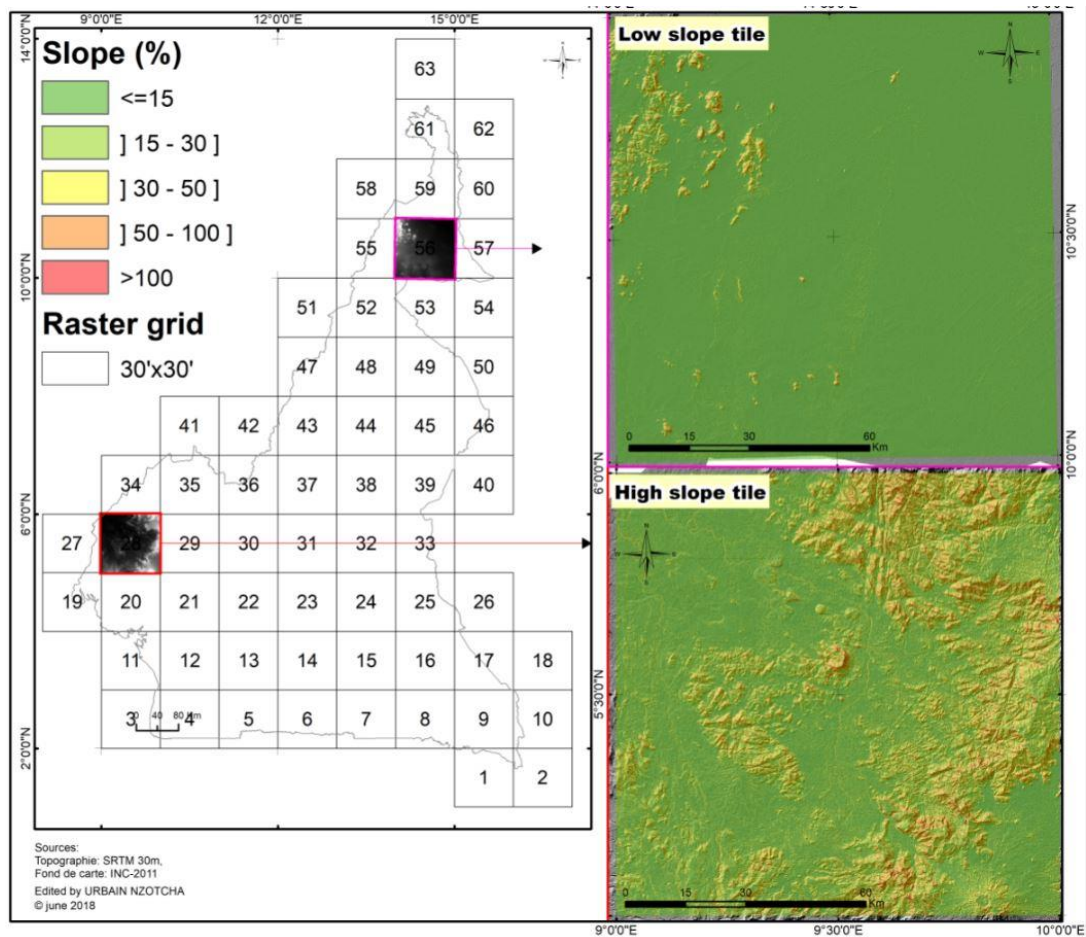 9°0'0"E 12°0'0"E 15°0'0"E
14°0'0"N
10°0'0"N
6°0'0"N
2°0'0"N
Slope (%)
<=15
] 15 - 30 ]
] 30 - 50 ]
] 50 - 100 ]
>100
Raster grid
30'x30'
63
61 62
58 59 60
55 56 57
51 52 53 54
47 48 49 50
41 42 43 44 45 46
34 35 36 37 38 39 40
27 28 29 30 31 32 33
19 20 21 22 23 24 25 26
11 12 13 14 15 16 17 18
3 4 5 6 7 8 9 10
0 40 80 Km
1 2
Sources:
Topographie: SRTM 30m,
Fond de carte: INC-2011
Edited by URBAIN NZOTCHA
© june 2018
Low slope tile
N
W E
S
10°30'0"N
10°0'0"N
0 15 30 60
Km
High slope tile
N
S
6°0'0"N
5°30'0"N
0 15 30 60
Km
9°0'0"E 9°30'0"E 10°0'0"E